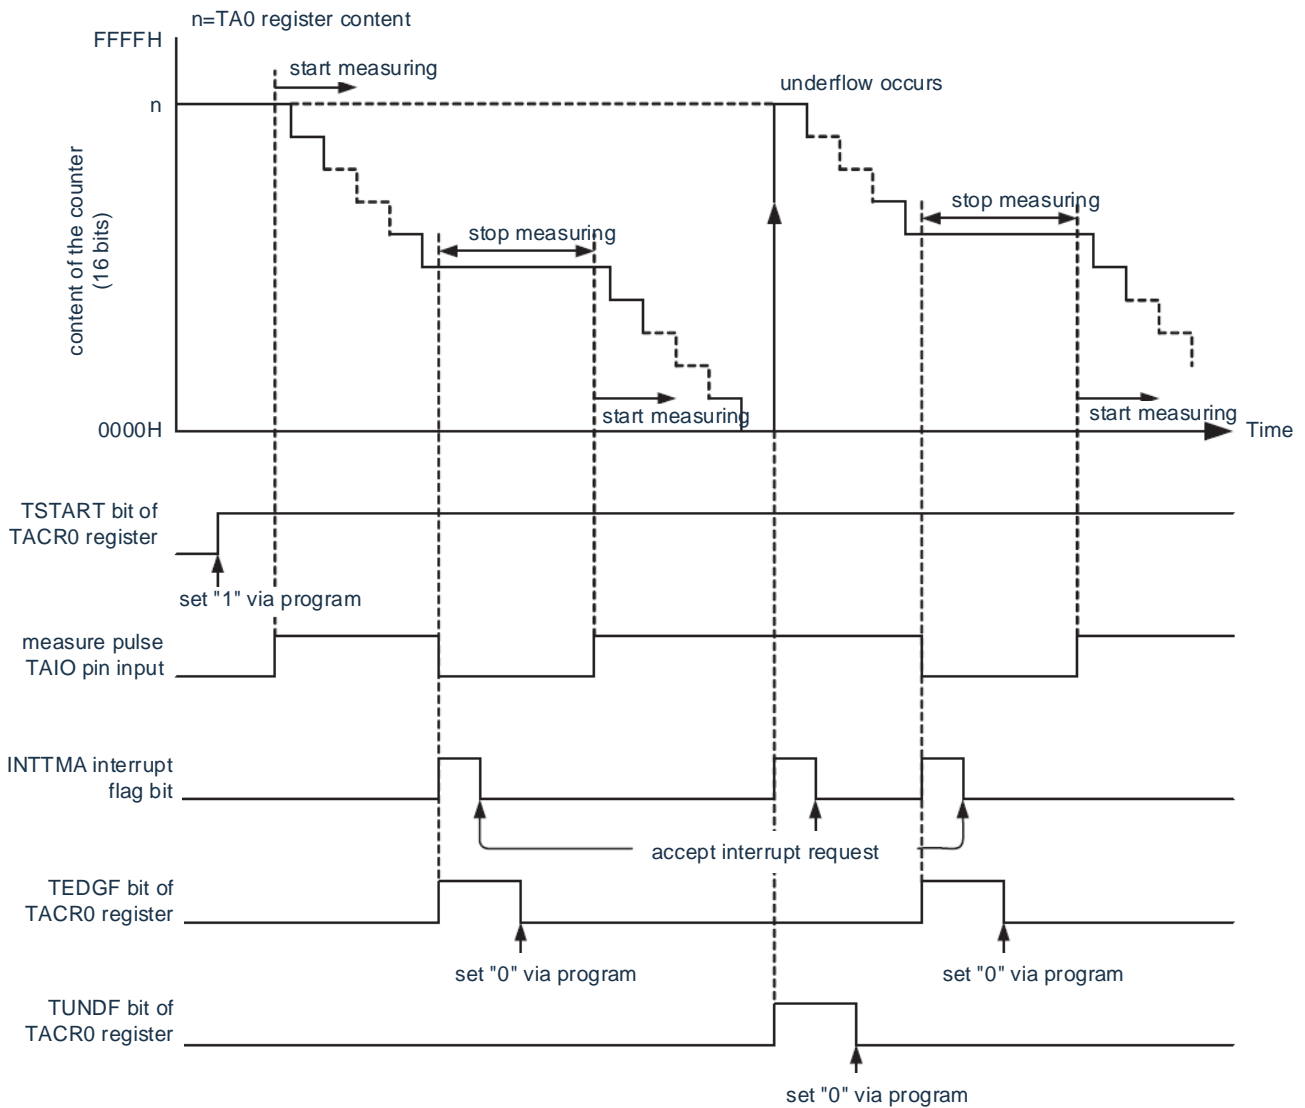 n=TA0 register content
FFFFH
start measuring
underflow occurs
n
content of the counter
(16 bits)
stop measuring
stop measuring
start measuring
start measuring
0000H
Time
TSTART bit of
TACR0 register
set "1" via program
measure pulse
TAIO pin input
INTTMA interrupt
flag bit
accept interrupt request
TEDGF bit of
TACR0 register
set "0" via program
set "0" via program
TUNDF bit of
TACR0 register
set "0" via program